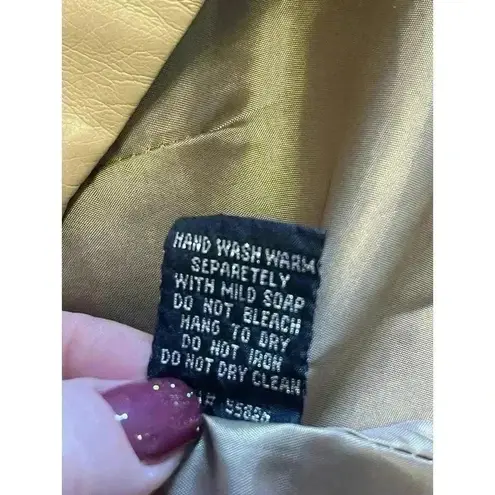 HAND WASH WARM
SEPARETELY
WITH MILD SOAP
DO NOT BLEACH
HANG TO DRY
DO NOT IRON
DO NOT DRY CLEAN